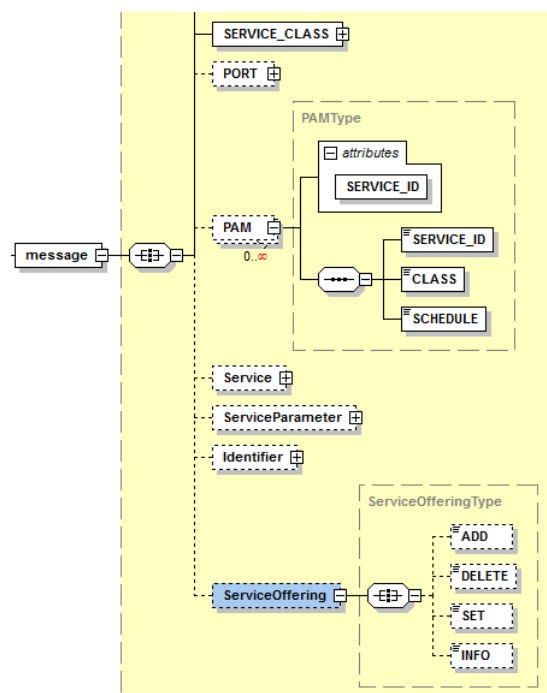 SERVICE_CLASS
PORT
PAMType
attributes
SERVICE_ID
PAM
0..∞
message
SERVICE_ID
CLASS
SCHEDULE
Service
ServiceParameter
Identifier
ServiceOfferingType
ADD
DELETE
ServiceOffering
SET
INFO